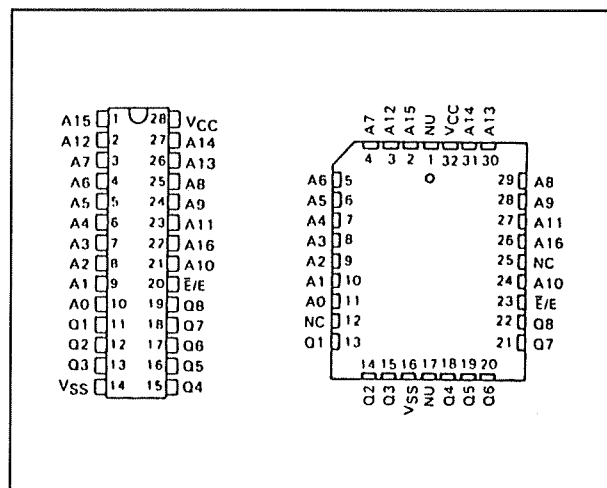 A15 1 28 VCC
A12 2 27 A14
A7 3 26 A13
A6 4 25 A8
A5 5 24 A9
A4 6 23 A11
A3 7 22 A16
A2 8 21 A10
A1 9 20 E̅/E
A0 10 19 Q8
Q1 11 18 Q7
Q2 12 17 Q6
Q3 13 16 Q5
VSS 14 15 Q4
A7 A12 A15 NU VCC A14 A13
4 3 2 1 32 31 30
A6 5 29 A8
A5 6 28 A9
A4 7 27 A11
A3 8 26 A16
A2 9 25 NC
A1 10 24 A10
A0 11 23 E̅/E
NC 12 22 Q8
Q1 13 21 Q7
14 15 16 17 18 19 20
Q2 Q3 VSS NU Q4 Q5 Q6